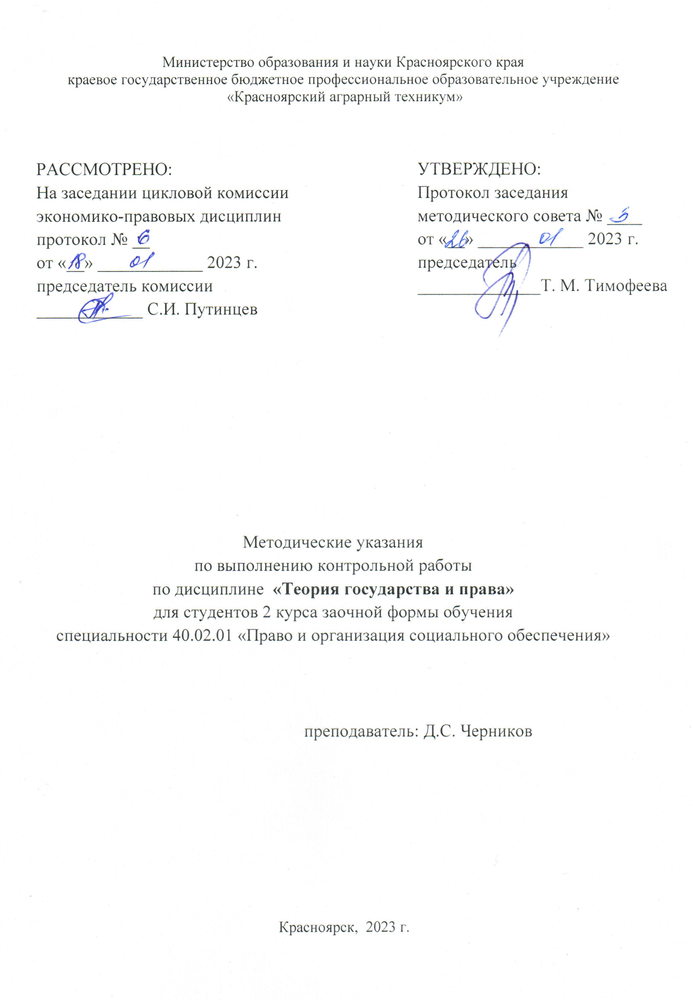 Министерство образования и науки Красноярского края
краевое государственное бюджетное профессиональное образовательное учреждение
«Красноярский аграрный техникум»
РАССМОТРЕНО:
На заседании цикловой комиссии
экономико-правовых дисциплин
протокол № 6
от «18» 01 2023 г.
председатель комиссии
С.И. Путинцев
УТВЕРЖДЕНО:
Протокол заседания
методического совета № 3
от «26» 01 2023 г.
председатель
Т. М. Тимофеева
Методические указания
по выполнению контрольной работы
по дисциплине «Теория государства и права»
для студентов 2 курса заочной формы обучения
специальности 40.02.01 «Право и организация социального обеспечения»
преподаватель: Д.С. Черников
Красноярск, 2023 г.